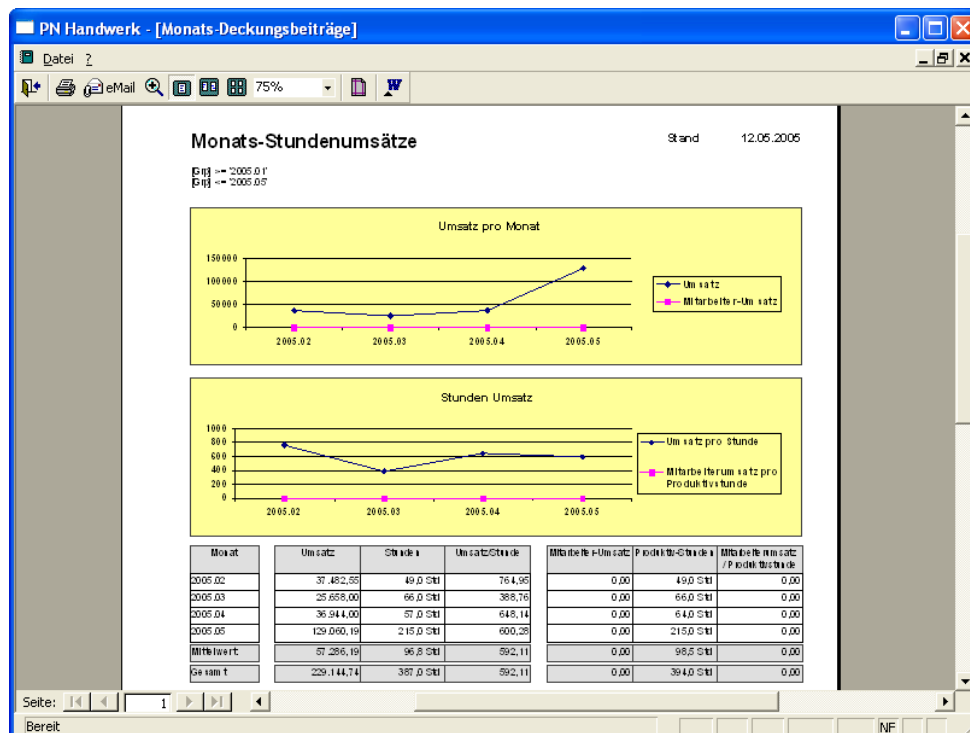 PN Handwerk - [Monats-Deckungsbeiträge]
Datei ?
eMail 75%
Monats-Stundenumsätze Stand 12.05.2005
[Grp] >= '2005.01'
[Grp] <= '2005.05'
Umsatz pro Monat
150000
100000
50000
0
2005.02 2005.03 2005.04 2005.05
Umsatz
Mitarbeiter-Umsatz
Stunden Umsatz
1000
800
600
400
200
0
2005.02 2005.03 2005.04 2005.05
Umsatz pro Stunde
Mitarbeiterumsatz pro
Produktivstunde
Monat Umsatz Stunden Umsatz/Stunde Mitarbeiter-Umsatz Produktiv-Stunden Mitarbeiterumsatz
/ Produktivstunde
2005.02 37.482,55 49,0 Std 764,95 0,00 49,0 Std 0,00
2005.03 25.658,00 66,0 Std 388,76 0,00 66,0 Std 0,00
2005.04 36.944,00 57,0 Std 648,14 0,00 64,0 Std 0,00
2005.05 129.060,19 215,0 Std 600,28 0,00 215,0 Std 0,00
Mittelwert 57.286,19 96,8 Std 592,11 0,00 98,5 Std 0,00
Gesamt 229.144,74 387,0 Std 592,11 0,00 394,0 Std 0,00
Seite: 1
Bereit NF